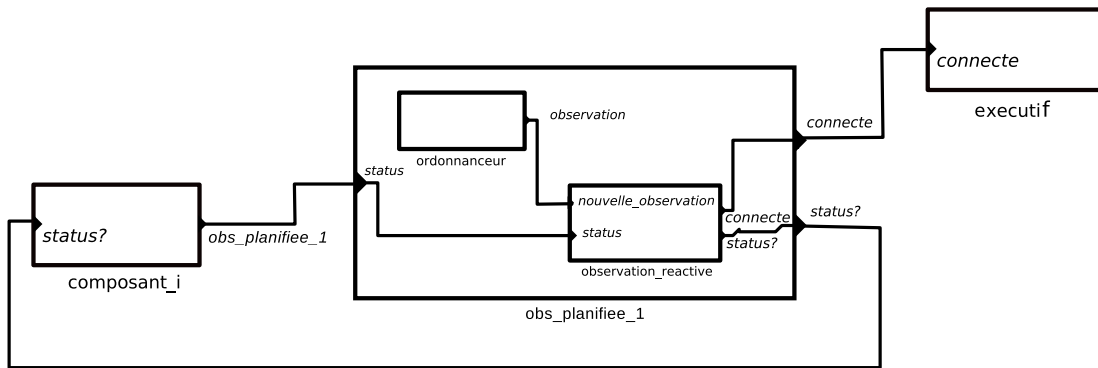 connecte
executif
observation
connecte
ordonnanceur
status
nouvelle_observation
status?
connecte
status?
obs_planifiee_1
status
status?
observation_reactive
composant_i
obs_planifiee_1